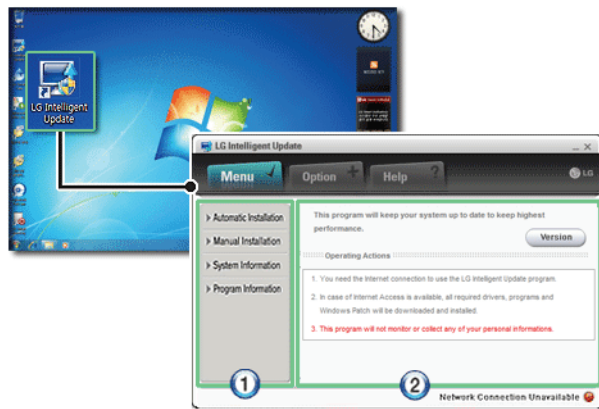 LG Intelligent
Update
LG Intelligent Update
Menu
Option
Help
LG
Automatic Installation
Manual Installation
System Information
Program Information
This program will keep your system up to date to keep highest
performance.
Version
Operating Actions
1. You need the Internet connection to use the LG Intelligent Update program.
2. In case of Internet Access is available, all required drivers, programs and
Windows Patch will be downloaded and installed.
3. This program will not monitor or collect any of your personal informations.
1
2
Network Connection Unavailable